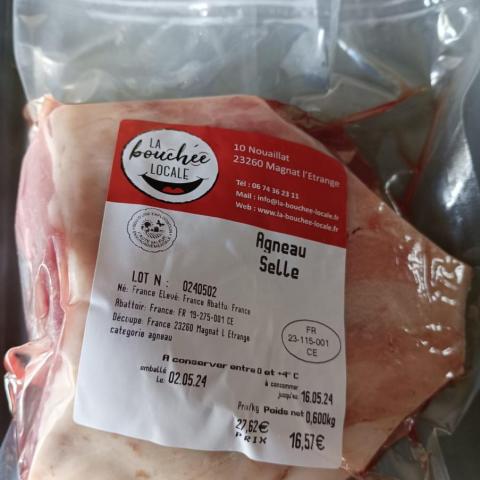 LA
bouchée
LOCALE
10 Nouaillat
23260 Magnat l'Etrange
Tél : 06 74 36 23 11
Mail : info@la-bouchee-locale.fr
Web : www.la-bouchee-locale.fr
Agneau
Selle
LOT N : 0240502
Né: France Elevé: France Abattu: France
Abattoir: France: FR 19-275-001 CE
Découpe: France 23260 Magnat L Etrange
categorie agneau
FR
23-115-001
CE
A conserver entre 0 et +4° C
emballé
Le: 02.05.24
à consommer
jusqu'au 16.05.24
Prix/kg Poids net 0,600kg
27,62€
PRIX 16,57€